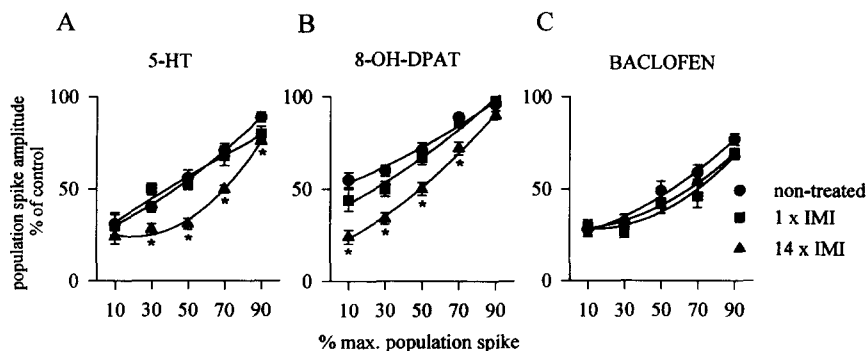 A
5-HT
B
8-OH-DPAT
C
BACLOFEN
population spike amplitude
% of control
100
50
0
10 30 50 70 90
100
50
0
10 30 50 70 90
100
50
0
10 30 50 70 90
% max. population spike
non-treated
1 x IMI
14 x IMI
* * * * *
* * * *